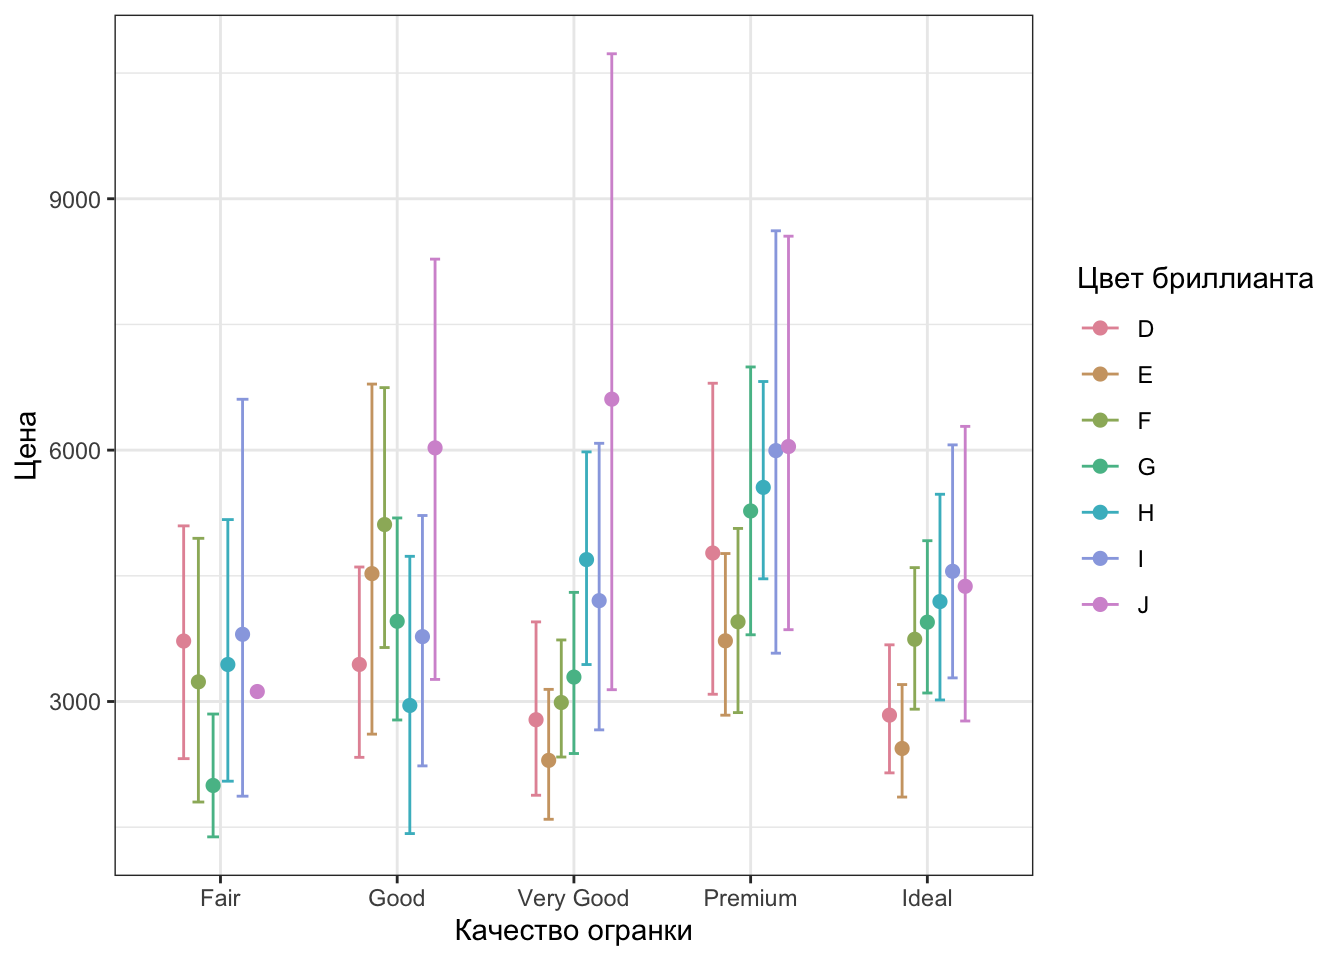 Цена
9000
6000
3000
Fair
Good
Very Good
Premium
Ideal
Качество огранки
Цвет бриллианта
D
E
F
G
H
I
J